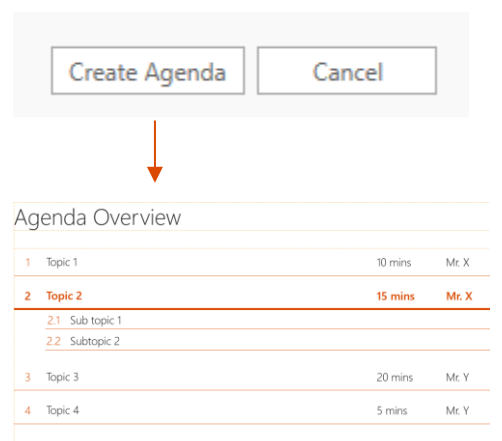 Create Agenda Cancel
Agenda Overview
1 Topic 1 10 mins Mr. X
2 Topic 2 15 mins Mr. X
2.1 Sub topic 1
2.2 Subtopic 2
3 Topic 3 20 mins Mr. Y
4 Topic 4 5 mins Mr. Y